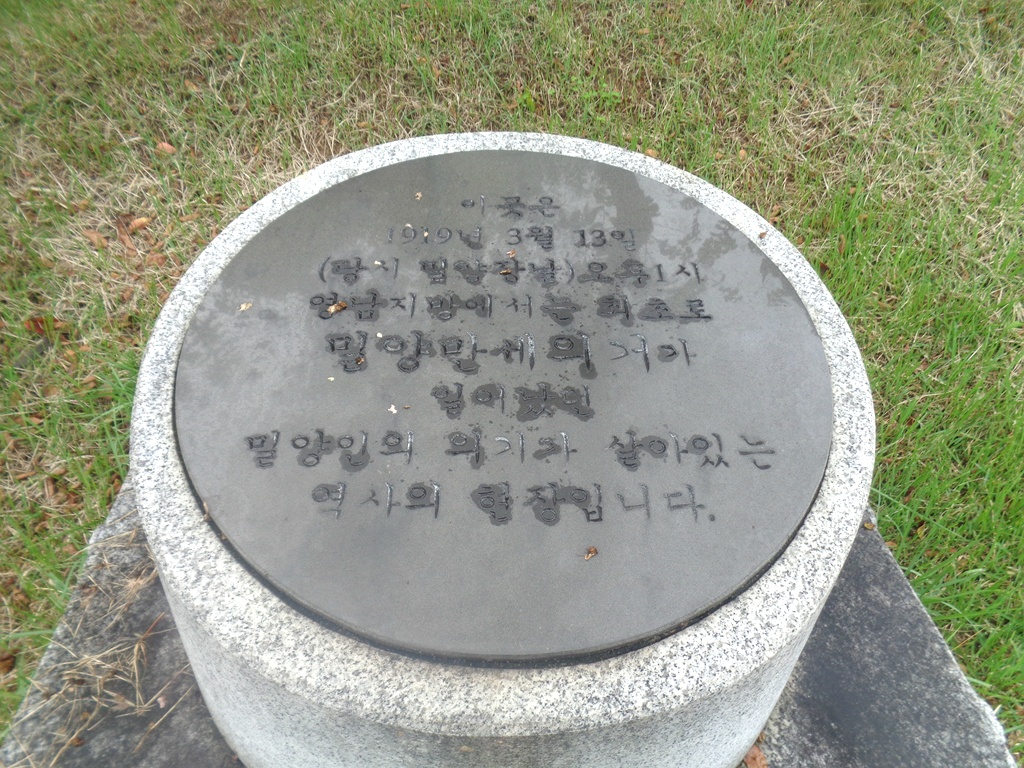 이곳은
1919년 3월 13일
(당시 밀양장날)오후1시
영남지방에서는 최초로
밀양만세의거가
일어났던
밀양인의 의기가 살아있는
역사의 현장입니다.